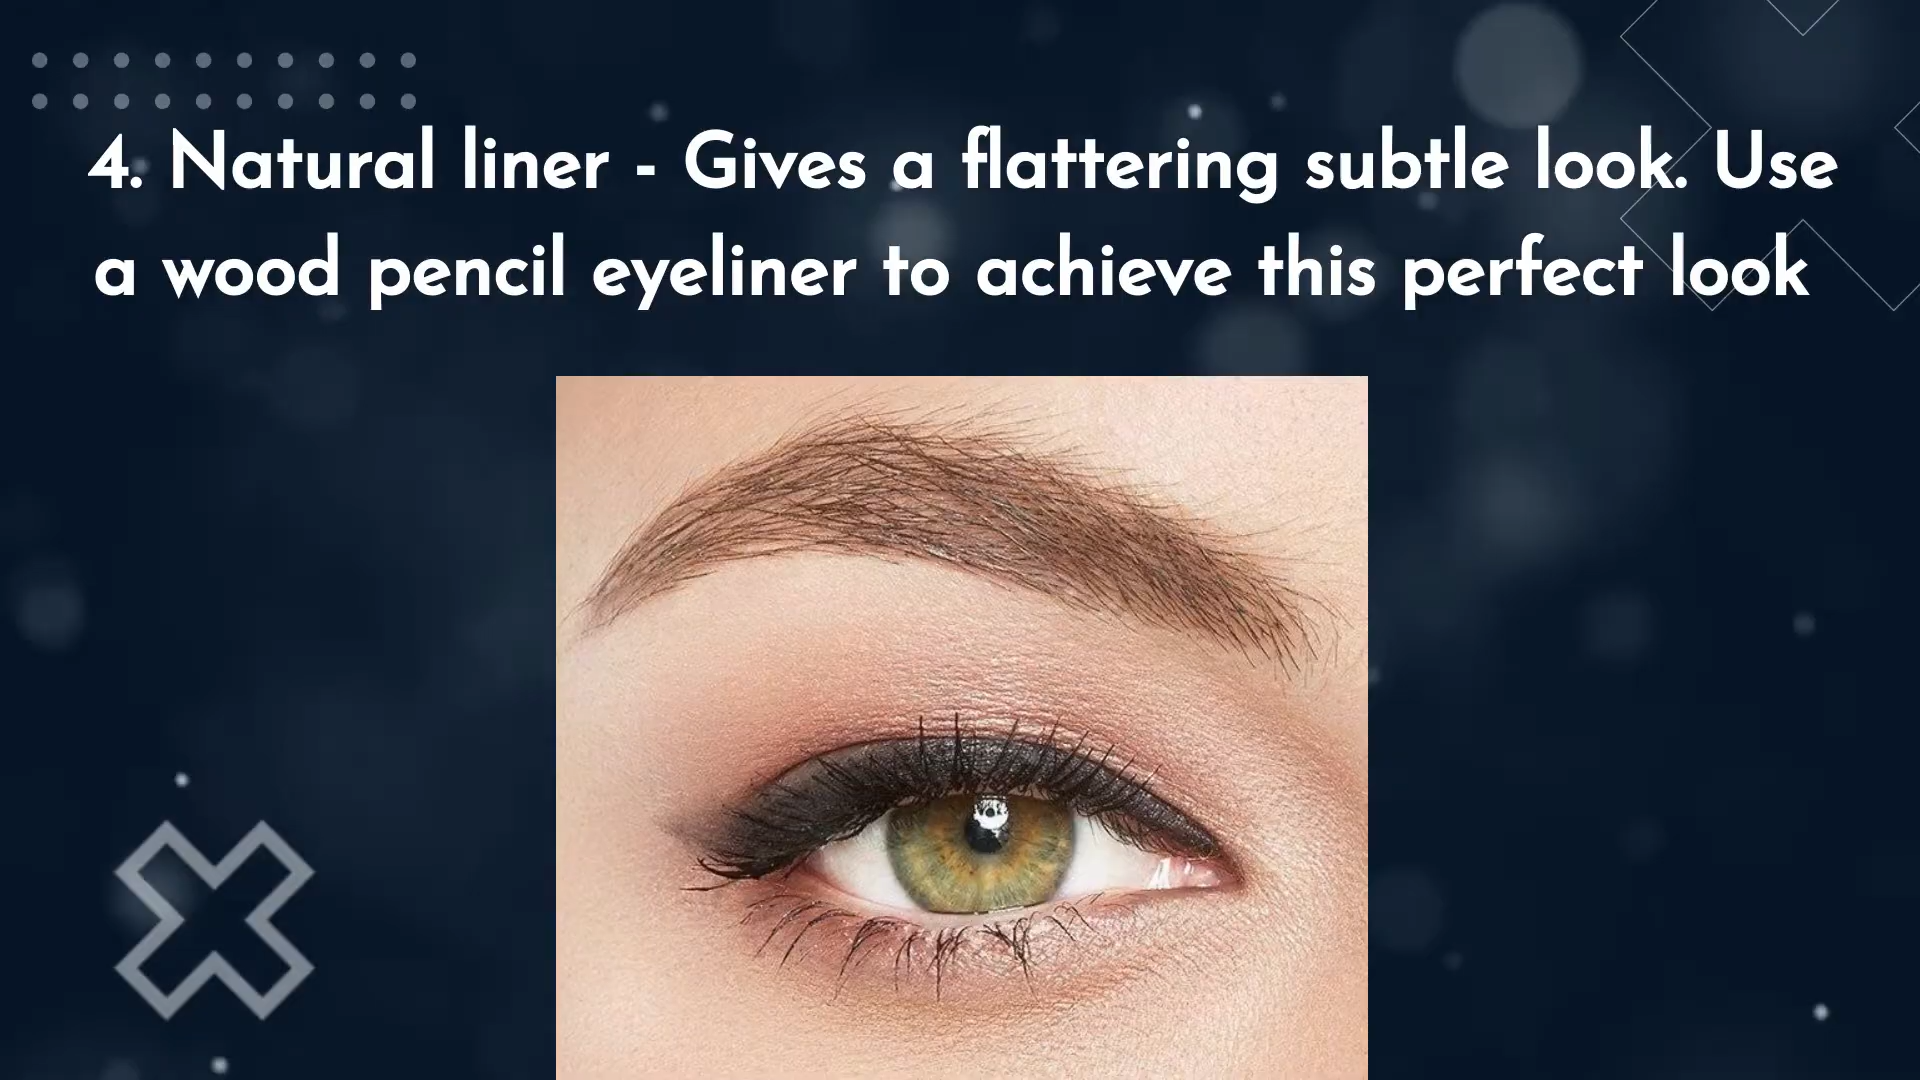 4. Natural liner - Gives a flattering subtle look. Use
a wood pencil eyeliner to achieve this perfect look